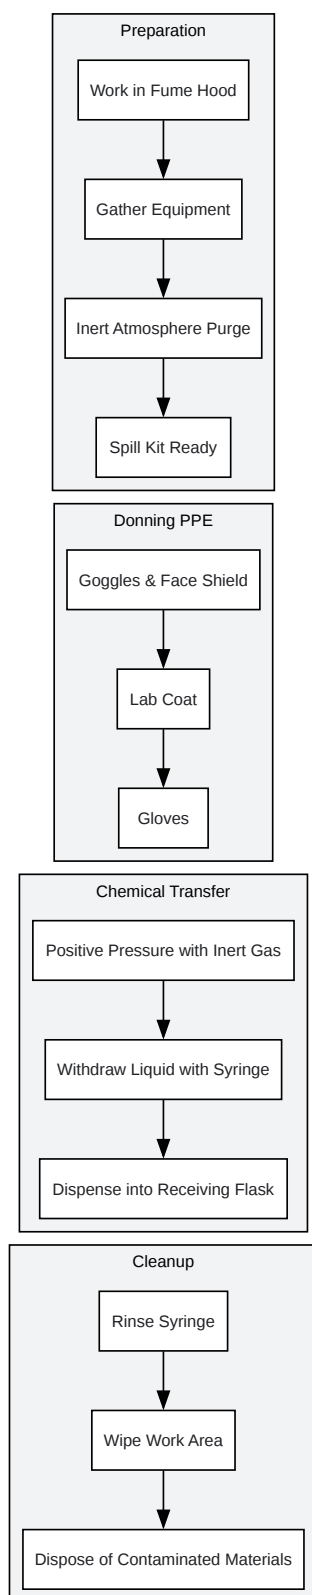 Preparation
Work in Fume Hood
Gather Equipment
Inert Atmosphere Purge
Spill Kit Ready
Donning PPE
Goggles & Face Shield
Lab Coat
Gloves
Chemical Transfer
Positive Pressure with Inert Gas
Withdraw Liquid with Syringe
Dispense into Receiving Flask
Cleanup
Rinse Syringe
Wipe Work Area
Dispose of Contaminated Materials